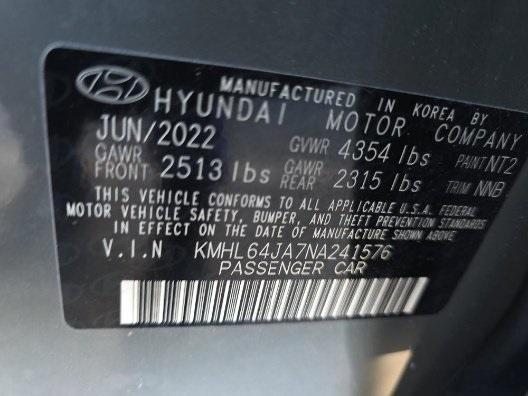 MANUFACTURED IN KOREA BY
HYUNDAI MOTOR COMPANY
JUN/2022 GVWR 4354 lbs PAINT NT2
GAWR FRONT 2513 lbs GAWR REAR 2315 lbs TRIM NNB
THIS VEHICLE CONFORMS TO ALL APPLICABLE U.S.A. FEDERAL
MOTOR VEHICLE SAFETY, BUMPER, AND THEFT PREVENTION STANDARDS
IN EFFECT ON THE DATE OF MANUFACTURE SHOWN ABOVE.
V.I.N KMHL64JA7NA241576
PASSENGER CAR